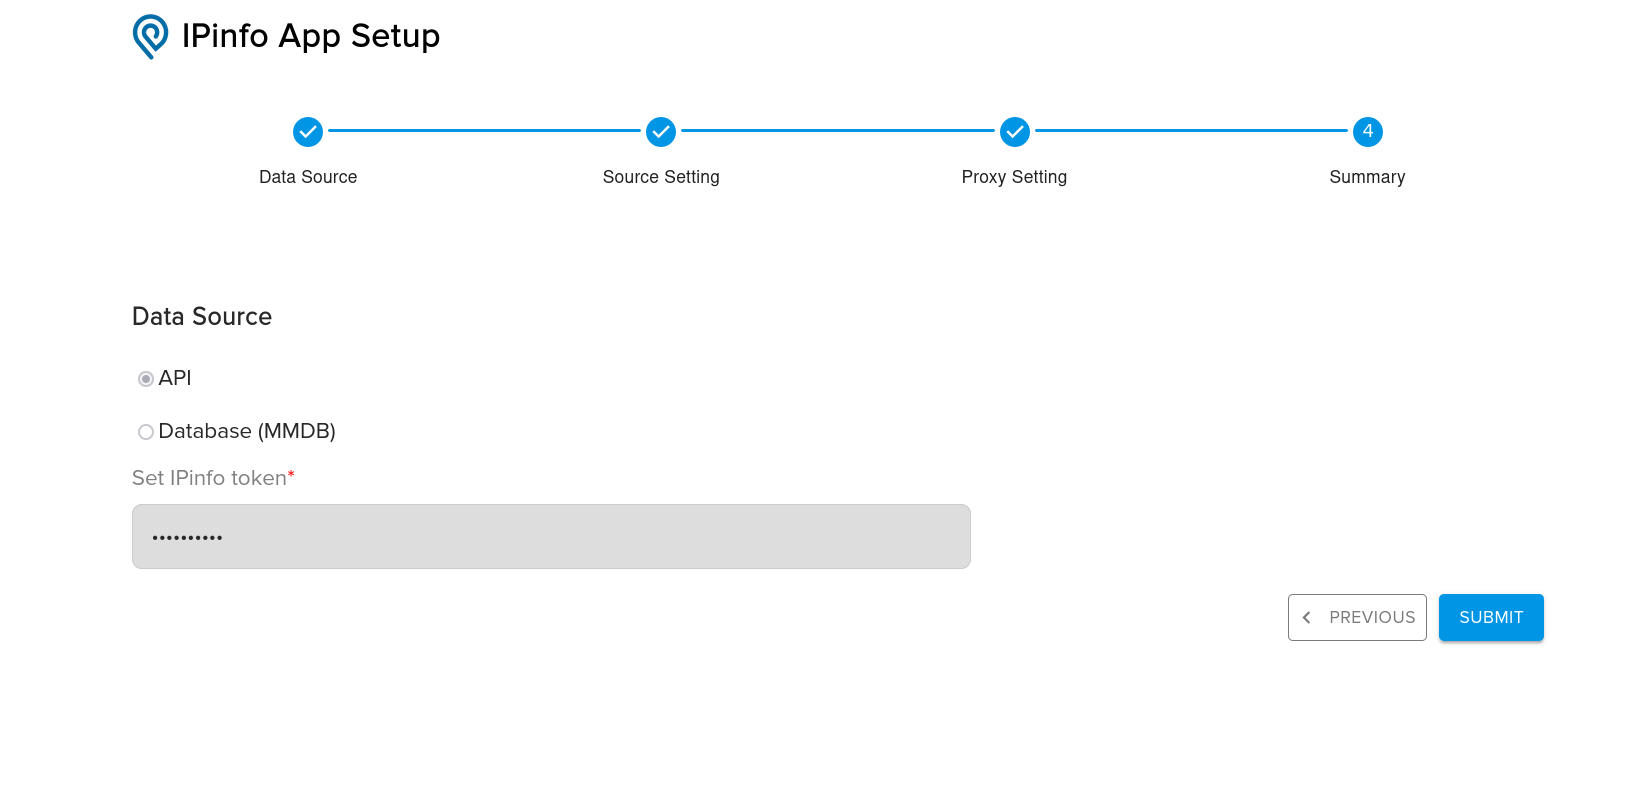 IPinfo App Setup
4
Data Source
Source Setting
Proxy Setting
Summary
Data Source
API
Database (MMDB)
Set IPinfo token*
••••••••••
PREVIOUS
SUBMIT